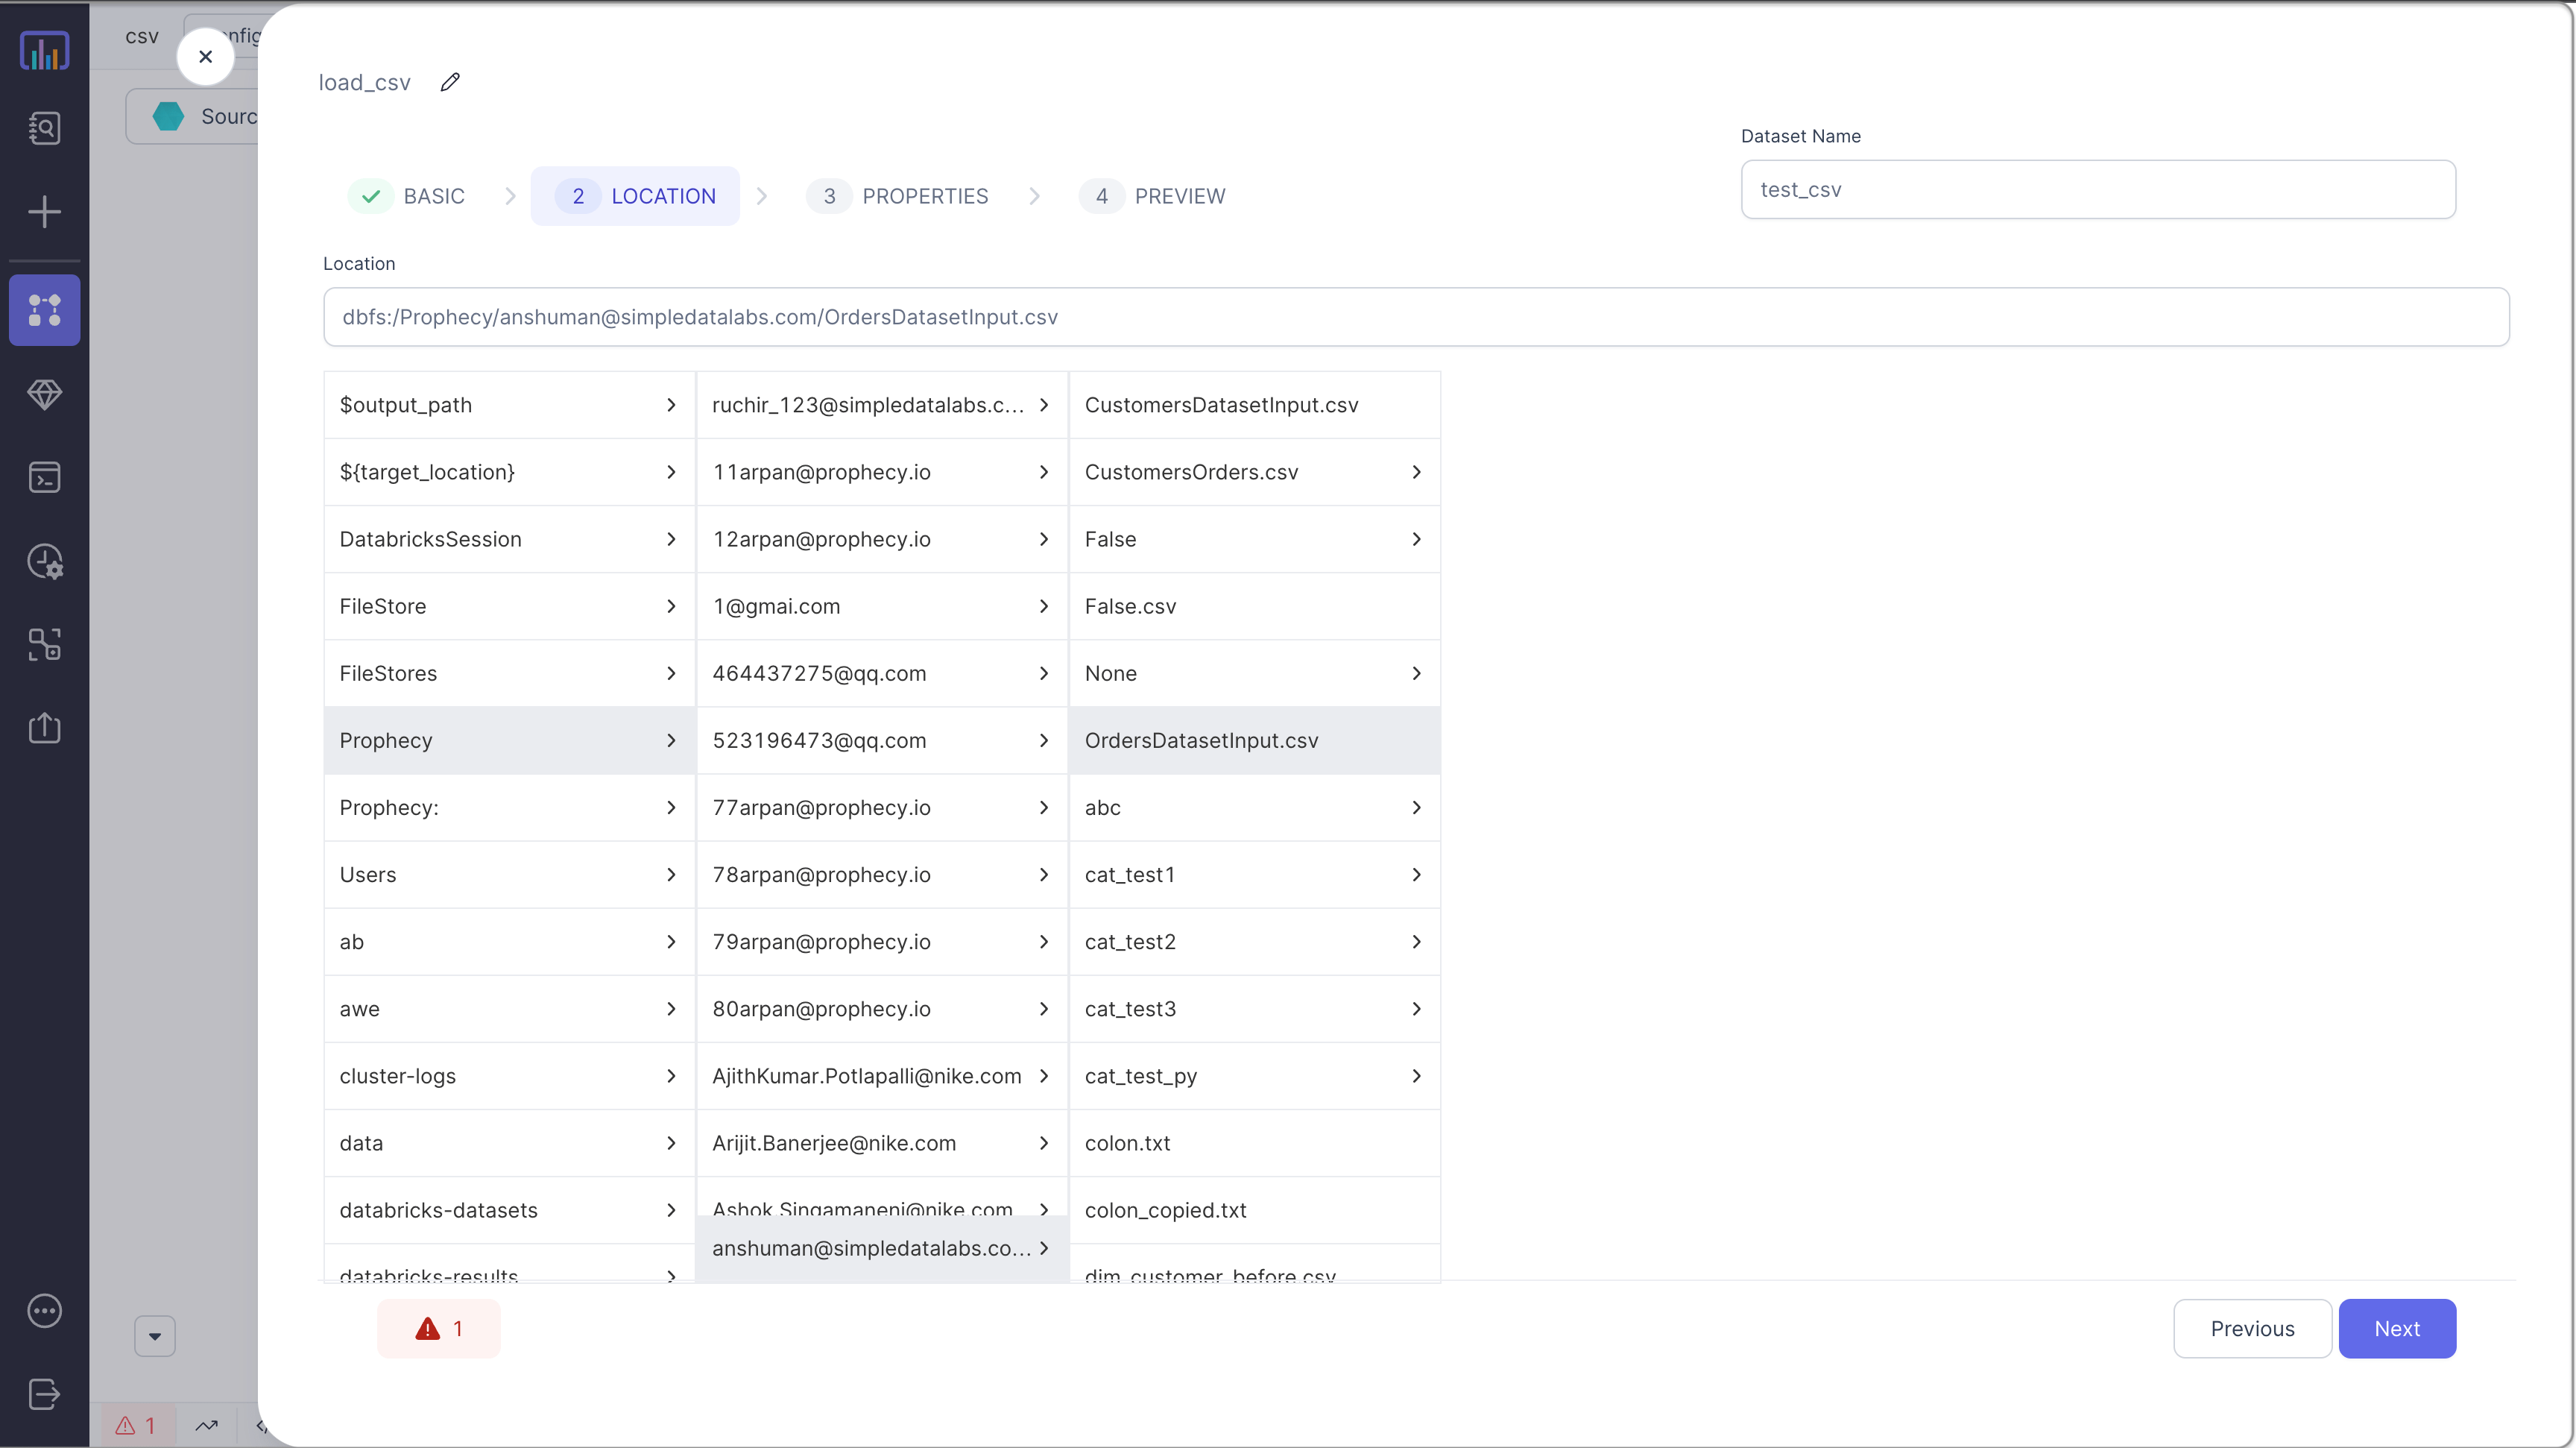 csv
load_csv
Sourc
Dataset Name
test_csv
BASIC
2 LOCATION
3 PROPERTIES
4 PREVIEW
Location
dbfs:/Prophecy/anshuman@simpledatalabs.com/OrdersDatasetInput.csv
$output_path
${target_location}
DatabricksSession
FileStore
FileStores
Prophecy
Prophecy:
Users
ab
awe
cluster-logs
data
databricks-datasets
databricks-results
ruchir_123@simpledatalabs.c...
11arpan@prophecy.io
12arpan@prophecy.io
1@gmai.com
464437275@qq.com
523196473@qq.com
77arpan@prophecy.io
78arpan@prophecy.io
79arpan@prophecy.io
80arpan@prophecy.io
AjithKumar.Potlapalli@nike.com
Arijit.Banerjee@nike.com
Ashok.Singamaneni@nike.com
anshuman@simpledatalabs.co...
CustomersDatasetInput.csv
CustomersOrders.csv
False
False.csv
None
OrdersDatasetInput.csv
abc
cat_test1
cat_test2
cat_test3
cat_test_py
colon.txt
colon_copied.txt
dim_customer_before.csv
1
Previous
Next
1